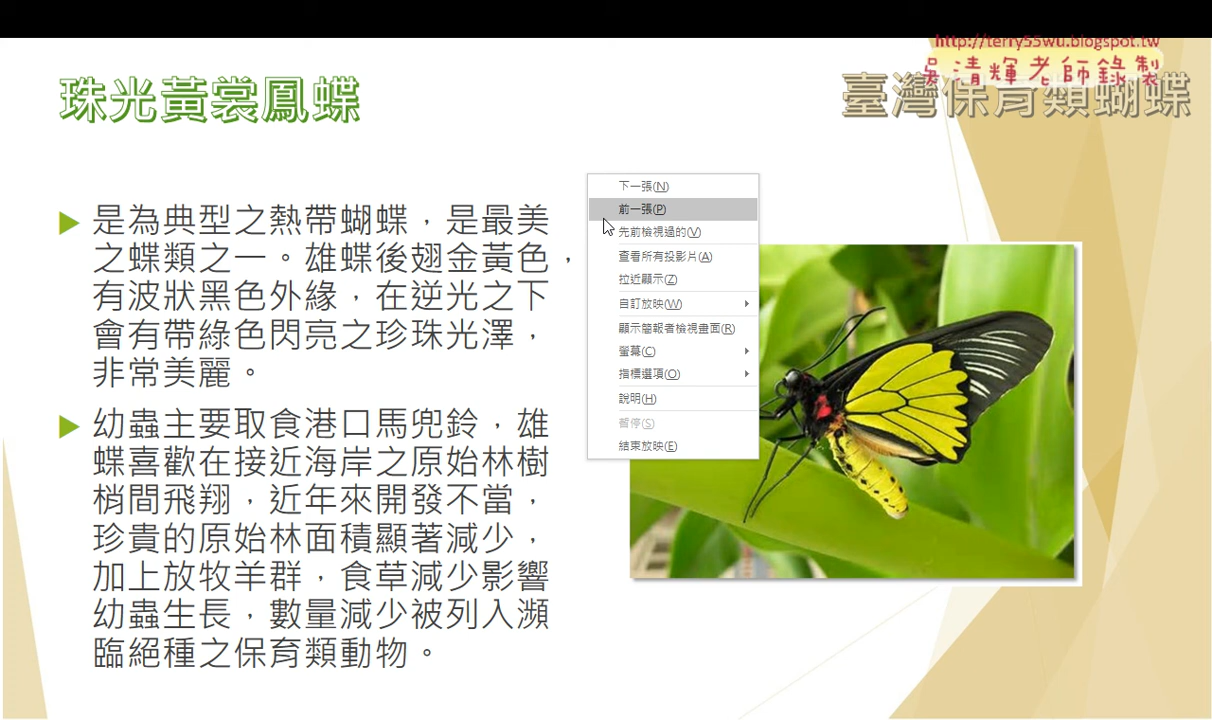 http://terry55wu.blogspot.tw
吳清輝老師錄製
珠光黃裳鳳蝶
臺灣保育類蝴蝶
是為典型之熱帶蝴蝶，是最美
之蝶類之一。雄蝶後翅金黃色，
有波狀黑色外緣，在逆光之下
會有帶綠色閃亮之珍珠光澤，
非常美麗。
幼蟲主要取食港口馬兜鈴，雄
蝶喜歡在接近海岸之原始林樹
梢間飛翔，近年來開發不當，
珍貴的原始林面積顯著減少，
加上放牧羊群，食草減少影響
幼蟲生長，數量減少被列入瀕
臨絕種之保育類動物。
下一張(N)
前一張(P)
先前檢視過的(V)
查看所有投影片(A)
拉近顯示(Z)
自訂放映(W)
顯示簡報者檢視畫面(R)
螢幕(C)
指標選項(O)
說明(H)
暫停(S)
結束放映(E)